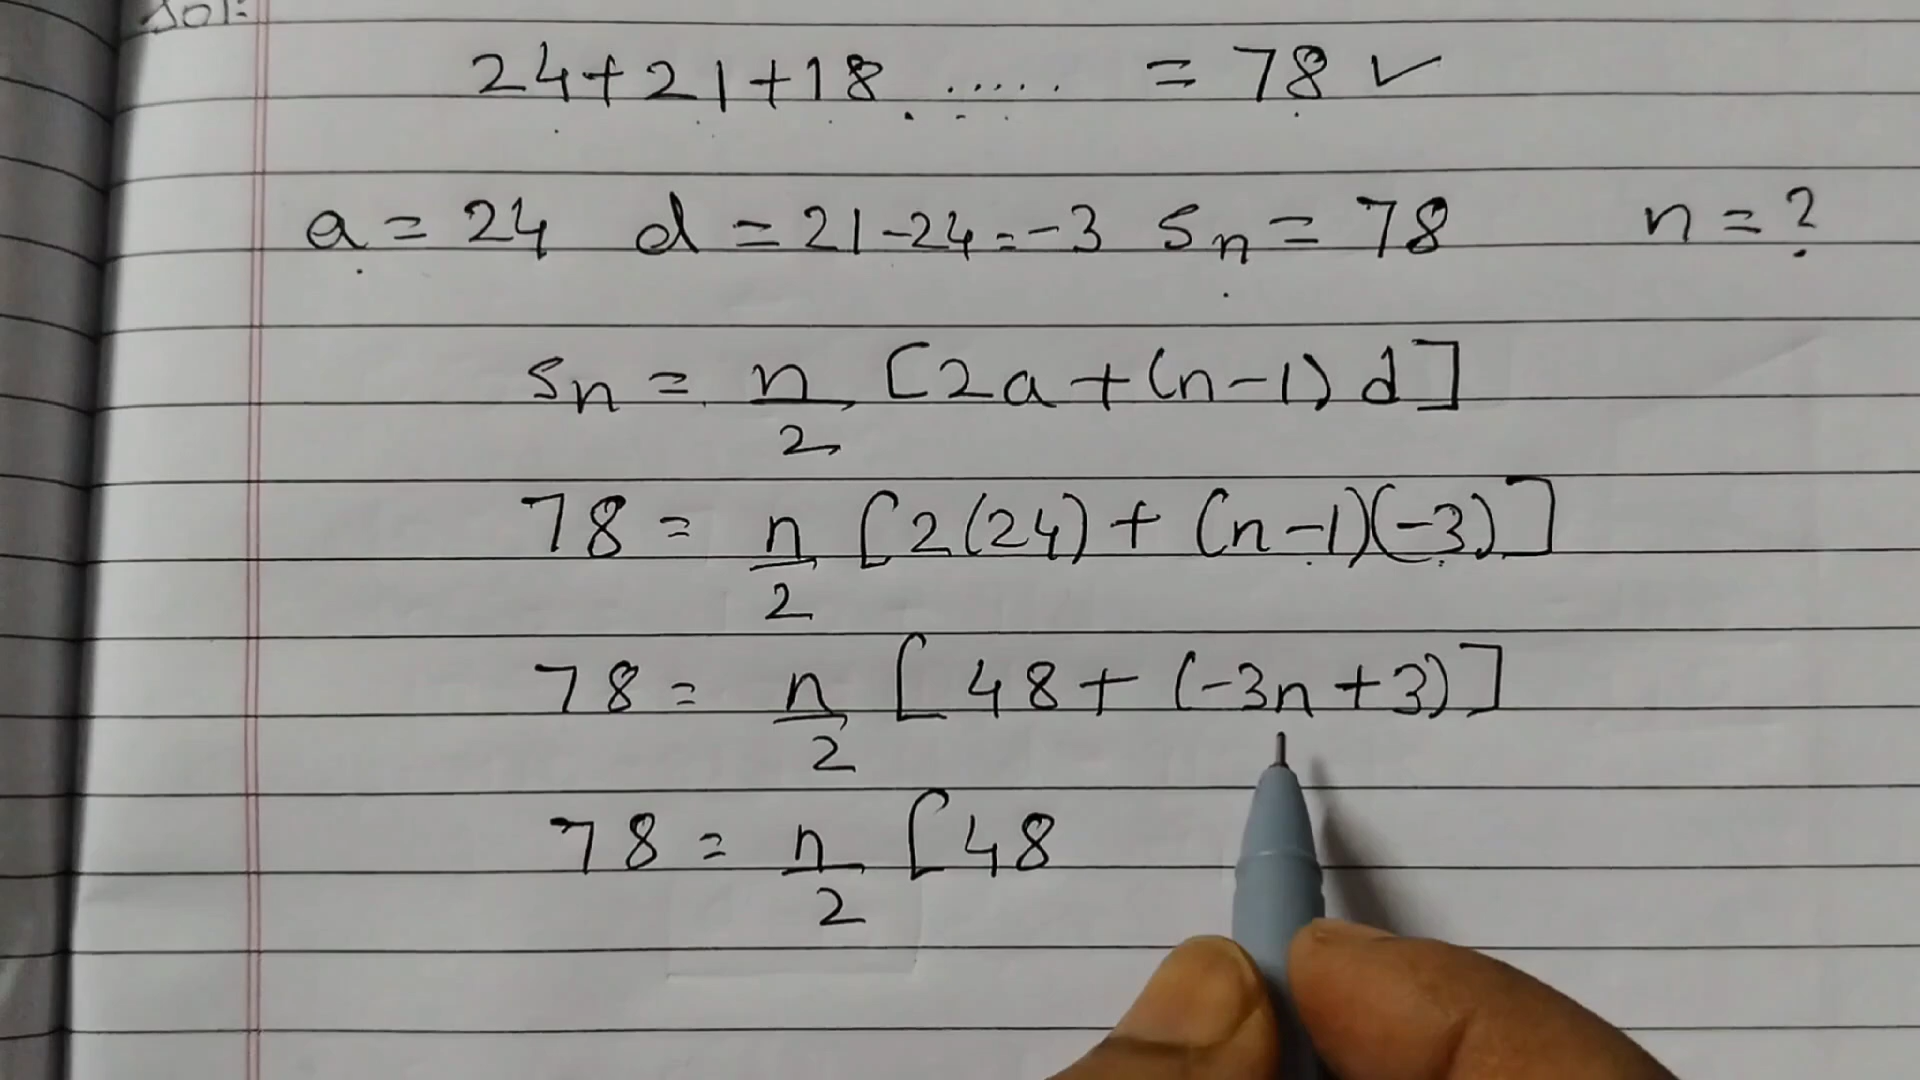 Sol:
24+21+18 ..... = 78 ✓
a = 24 d = 21-24 = -3 Sn = 78 n = ?
Sn = n/2 [2a+(n-1)d]
78 = n/2 [2(24)+(n-1)(-3)]
78 = n/2 [48+(-3n+3)]
78 = n/2 [48